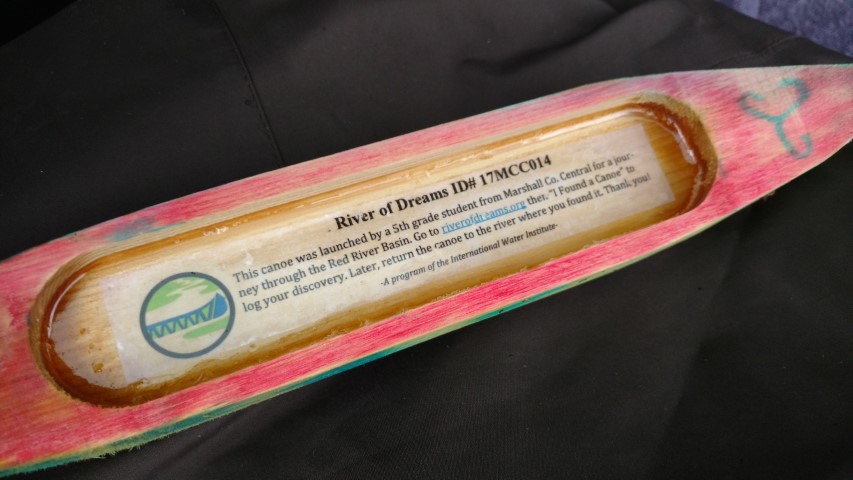 River of Dreams ID# 17MCC014
This canoe was launched by a 5th grade student from Marshall Co. Central for a jour-
ney through the Red River Basin. Go to riverofdreams.org then, "I Found a Canoe" to
log your discovery. Later, return the canoe to the river where you found it. Thank you!
-A program of the International Water Institute-